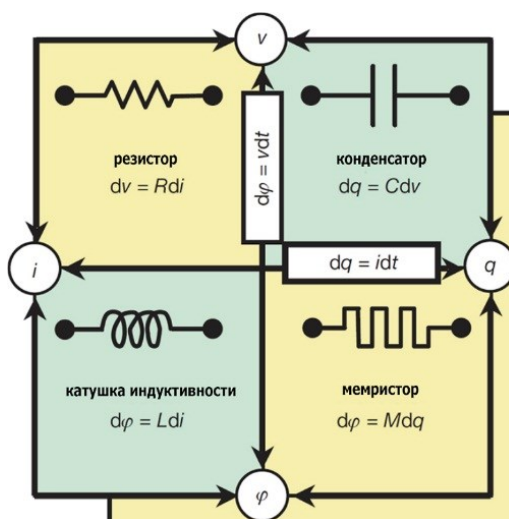 v
резистор
dv = Rdi
dφ = vdt
конденсатор
dq = Cdv
i
dq = idt
q
катушка индуктивности
dφ = Ldi
мемристор
dφ = Mdq
φ